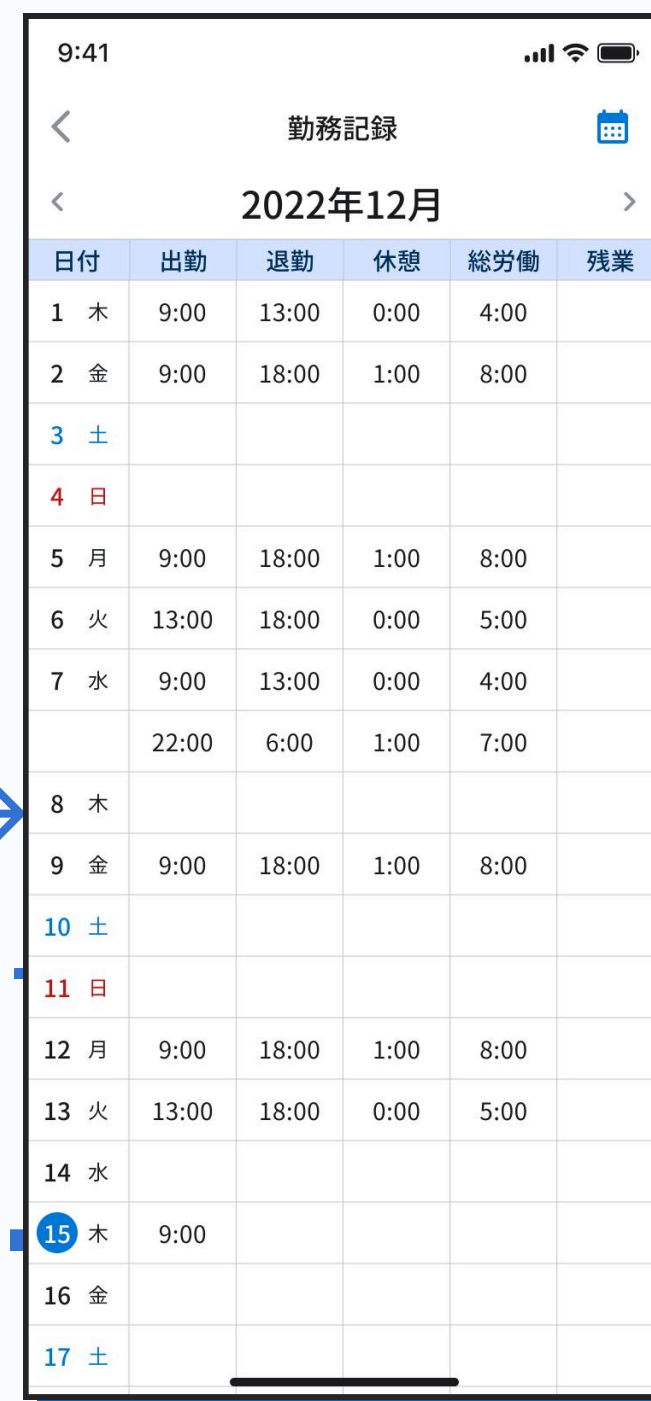 9:41
勤務記録
2022年12月
日付 出勤 退勤 休憩 総労働 残業
1 木 9:00 13:00 0:00 4:00
2 金 9:00 18:00 1:00 8:00
3 土
4 日
5 月 9:00 18:00 1:00 8:00
6 火 13:00 18:00 0:00 5:00
7 水 9:00 13:00 0:00 4:00
22:00 6:00 1:00 7:00
8 木
9 金 9:00 18:00 1:00 8:00
10 土
11 日
12 月 9:00 18:00 1:00 8:00
13 火 13:00 18:00 0:00 5:00
14 水
15 木 9:00
16 金
17 土